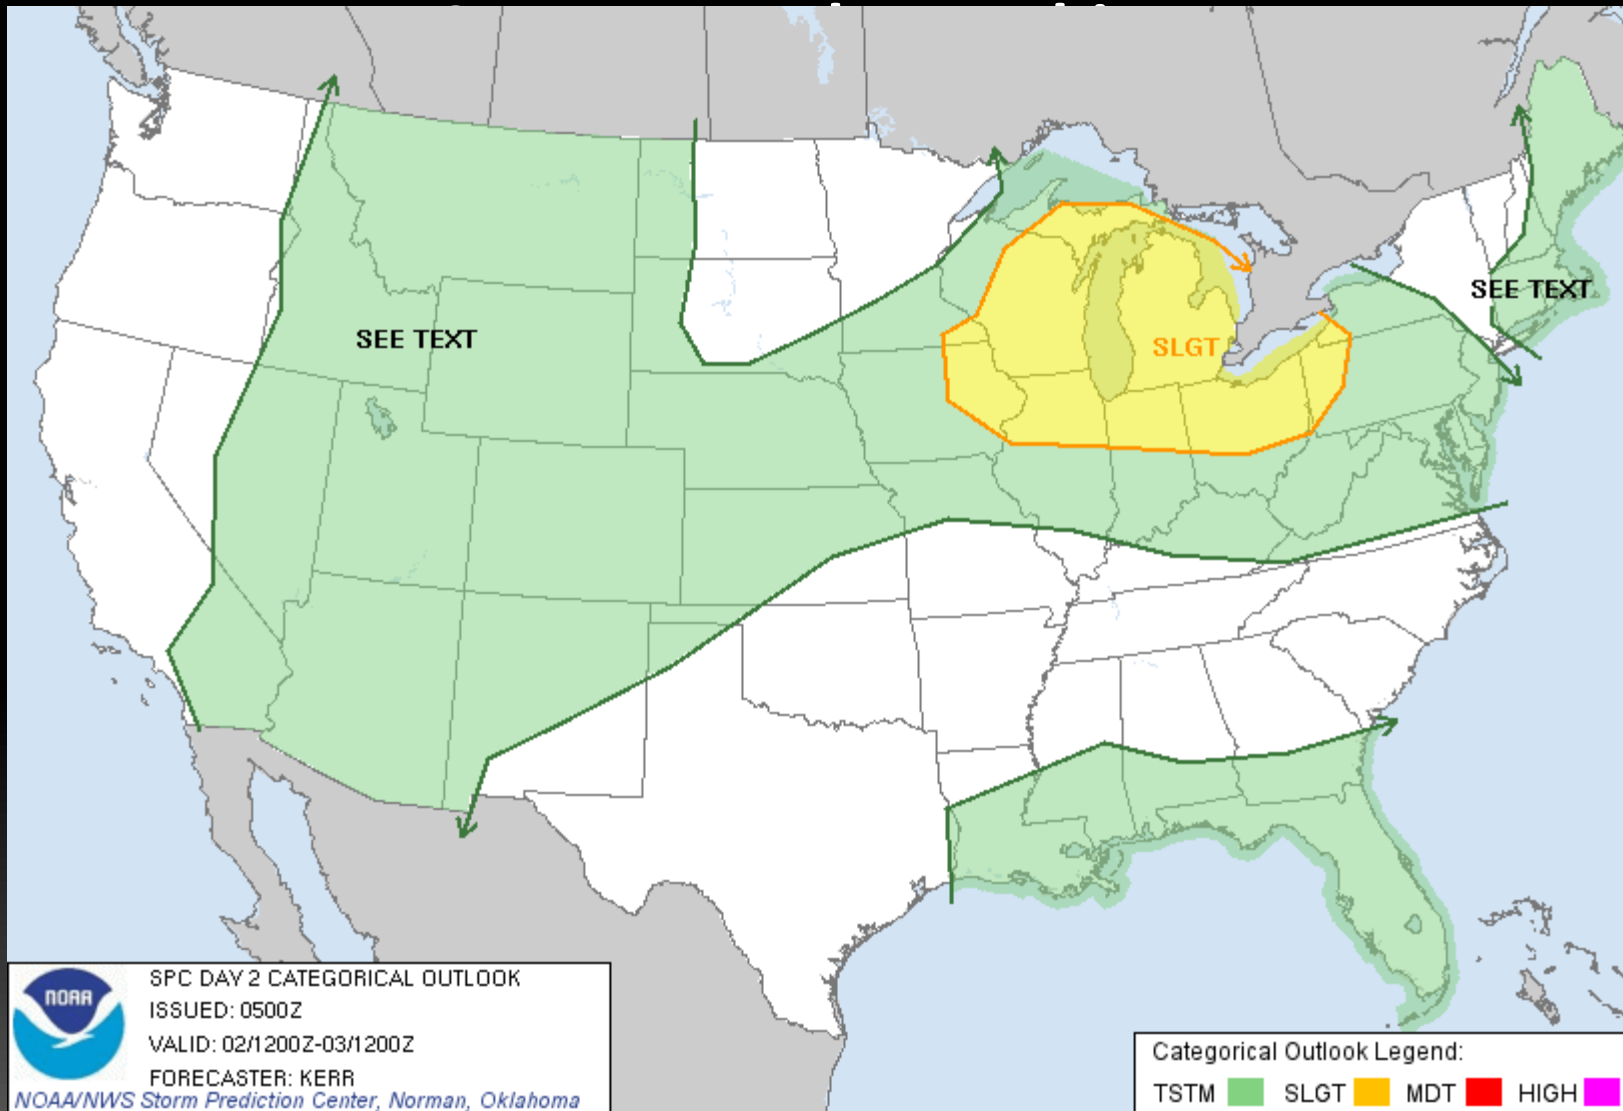 SEE TEXT
SEE TEXT
SLGT
NOAA
SPC DAY 2 CATEGORICAL OUTLOOK
ISSUED: 0500Z
VALID: 02/1200Z-03/1200Z
FORECASTER: KERR
NOAA/NWS Storm Prediction Center, Norman, Oklahoma
Categorical Outlook Legend:
TSTM SLGT MDT HIGH